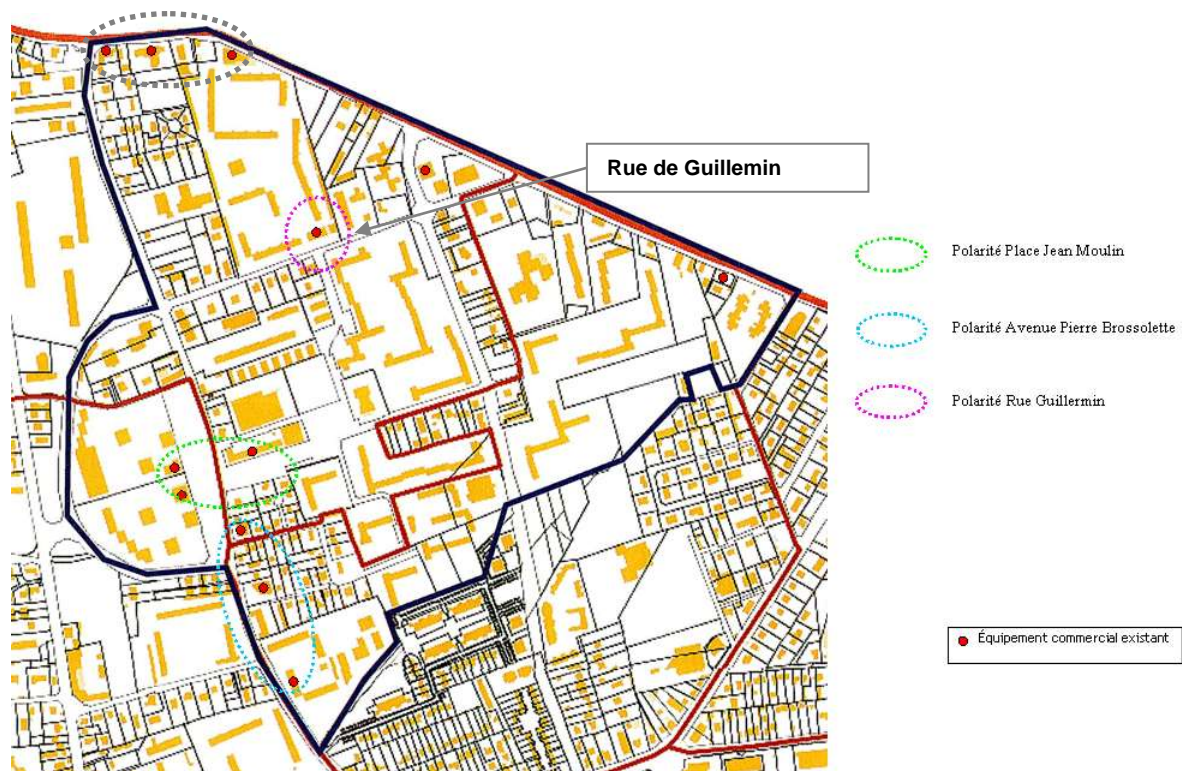 Rue de Guillemin
Polarité Place Jean Moulin
Polarité Avenue Pierre Brossolette
Polarité Rue Guillermin
Équipement commercial existant